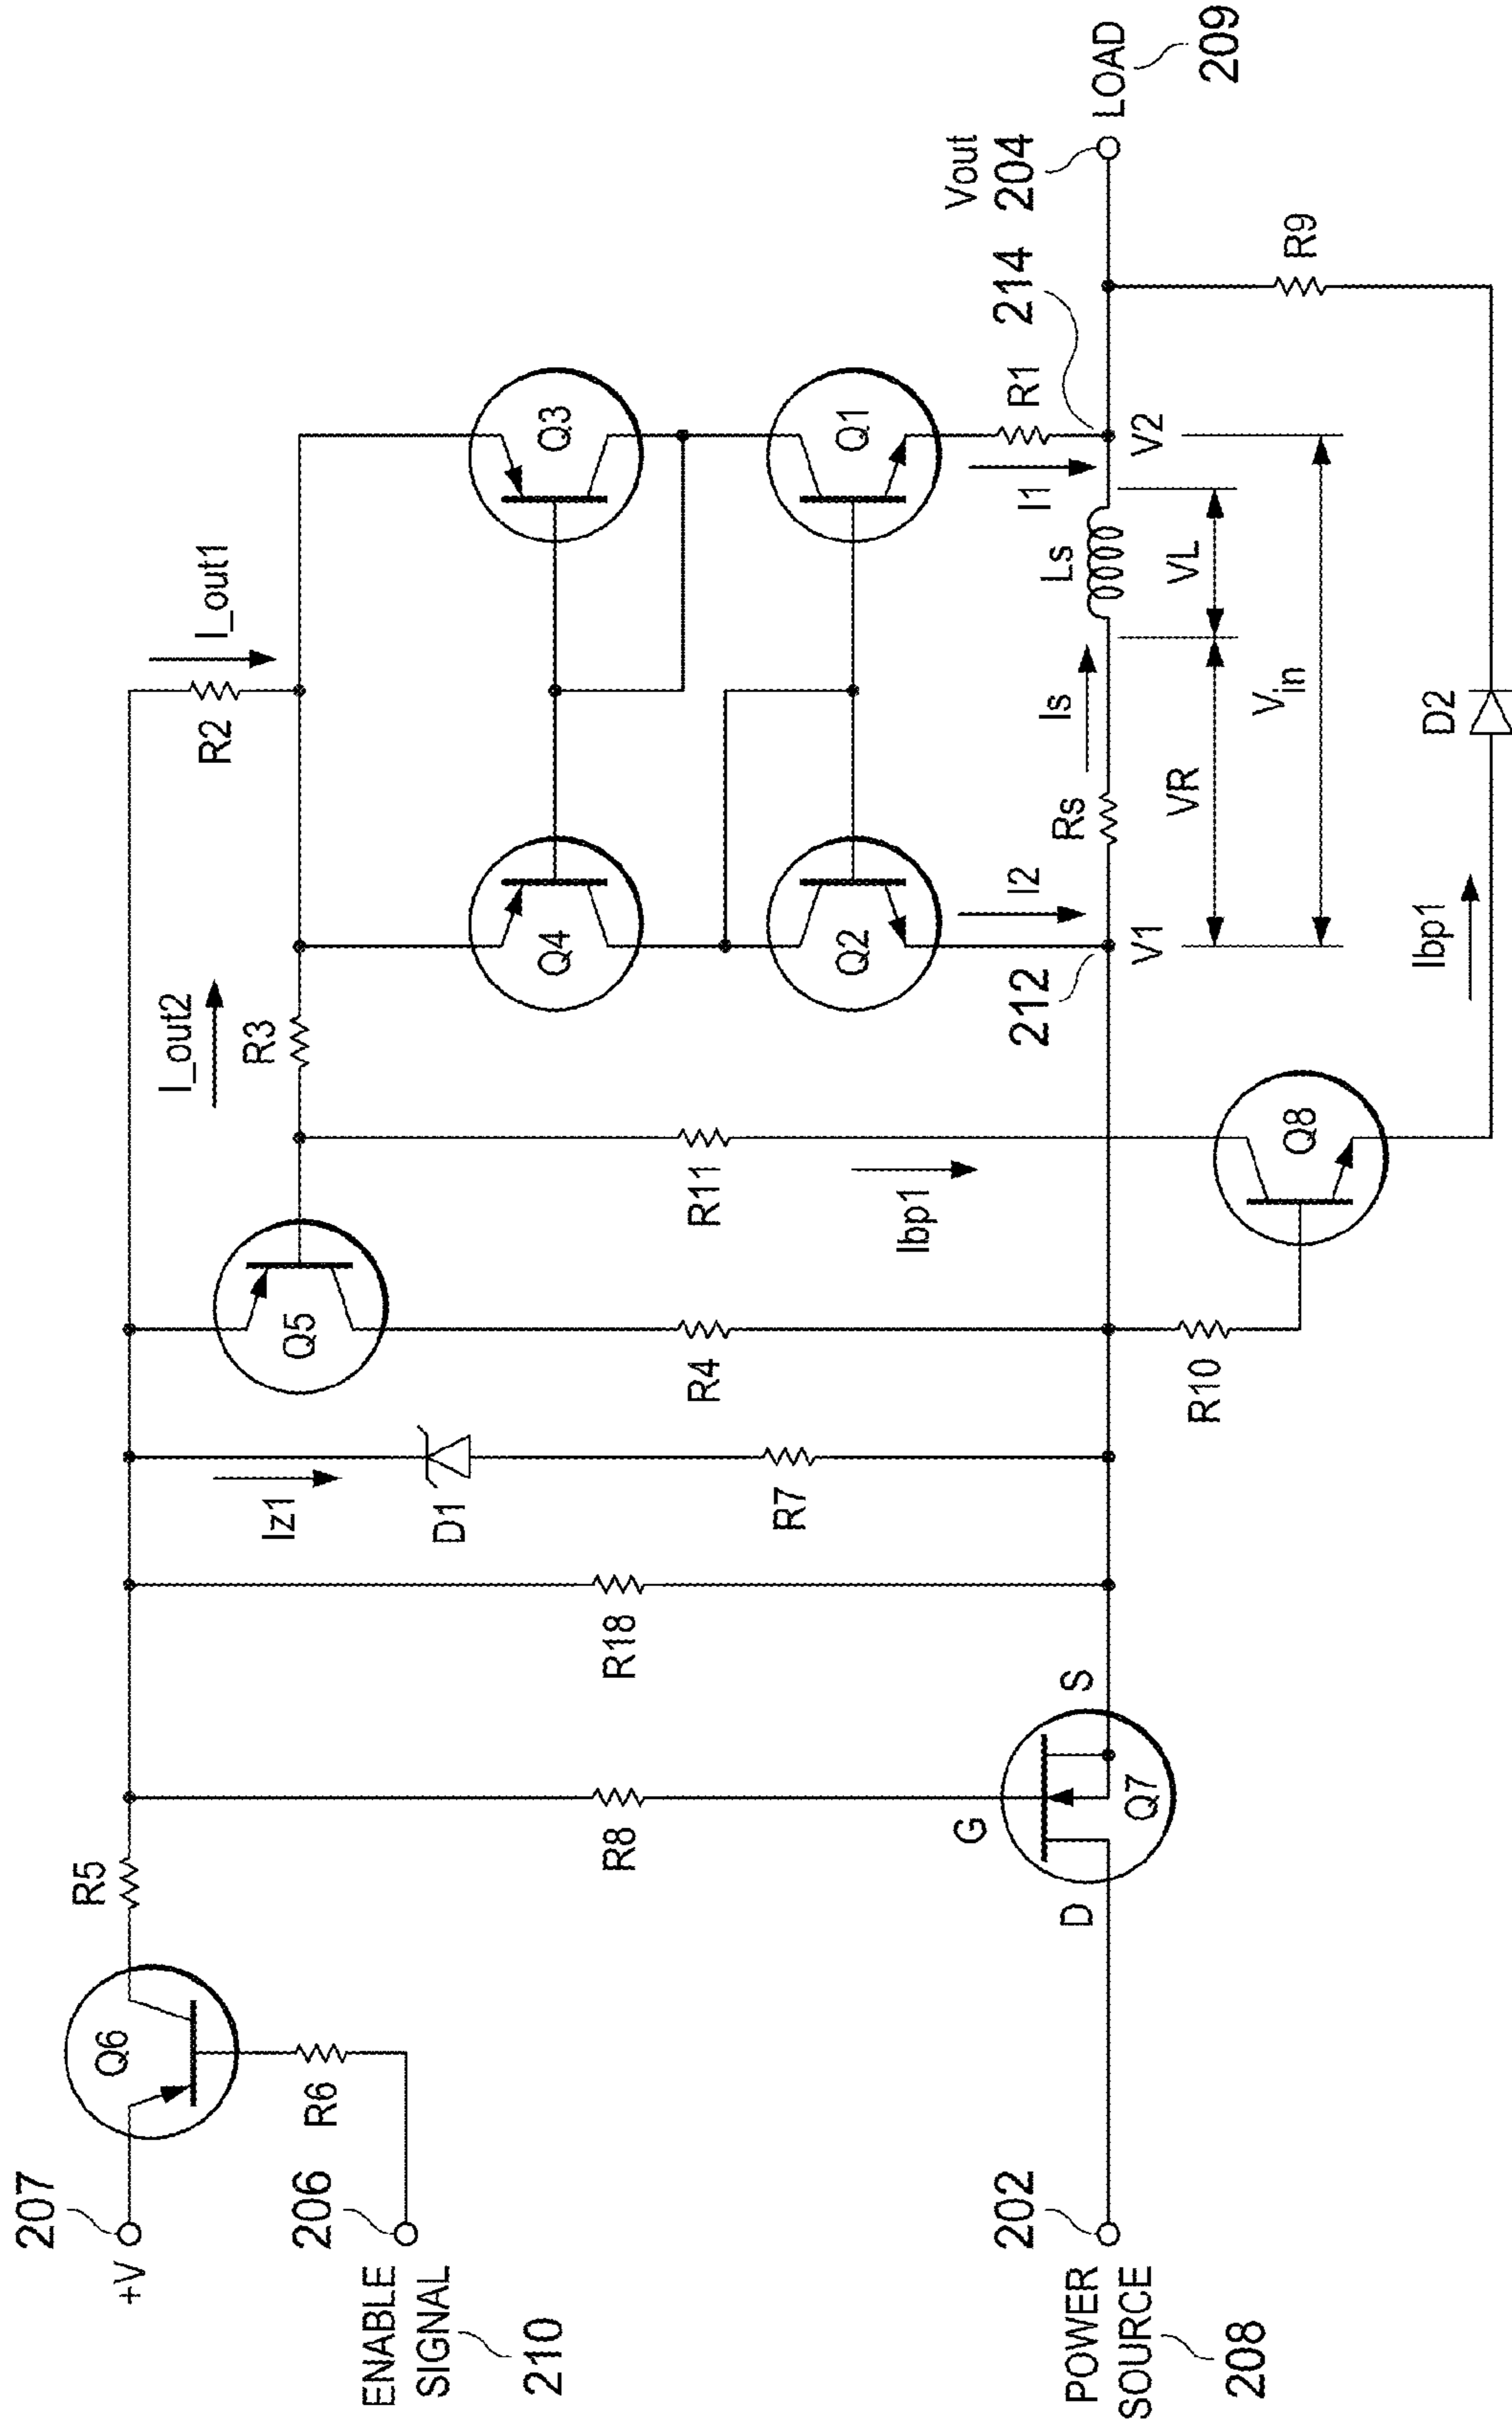 207
+V
Q6
R5
R6
206
ENABLE
SIGNAL
210
R8
R18
Iz1
D1
R7
Q5
R4
I_out2
R3
R11
Ibp1
R2
I_out1
Q4
Q3
Q2
Q1
I2
I1
R1
212
V1
Rs
Is
Ls
214
V2
Vout
204
LOAD
209
VR
VL
Vin
202
POWER
SOURCE
208
D
G
S
Q7
R10
Q8
Ibp1
D2
R9